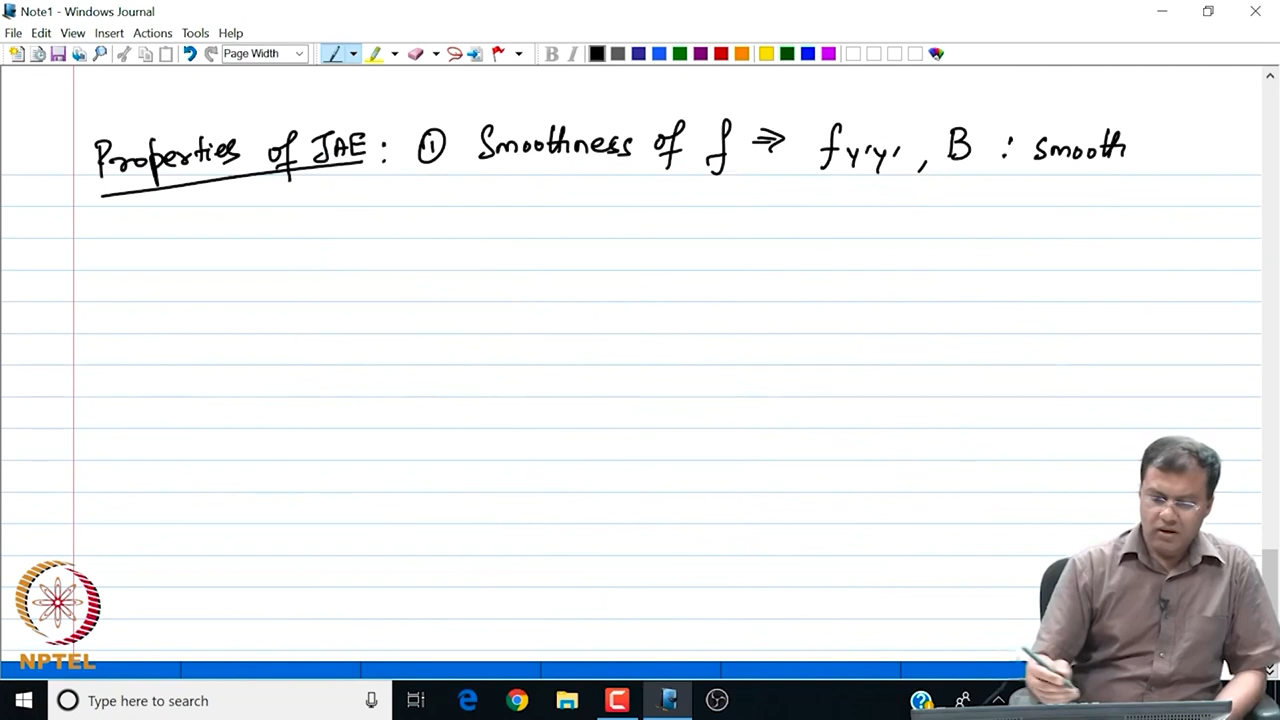 Note1 - Windows Journal
File Edit View Insert Actions Tools Help
Page Width B I
Properties of JAE : ① Smoothness of f ⇒ fy'y' , B : smooth
NPTEL
Type here to search